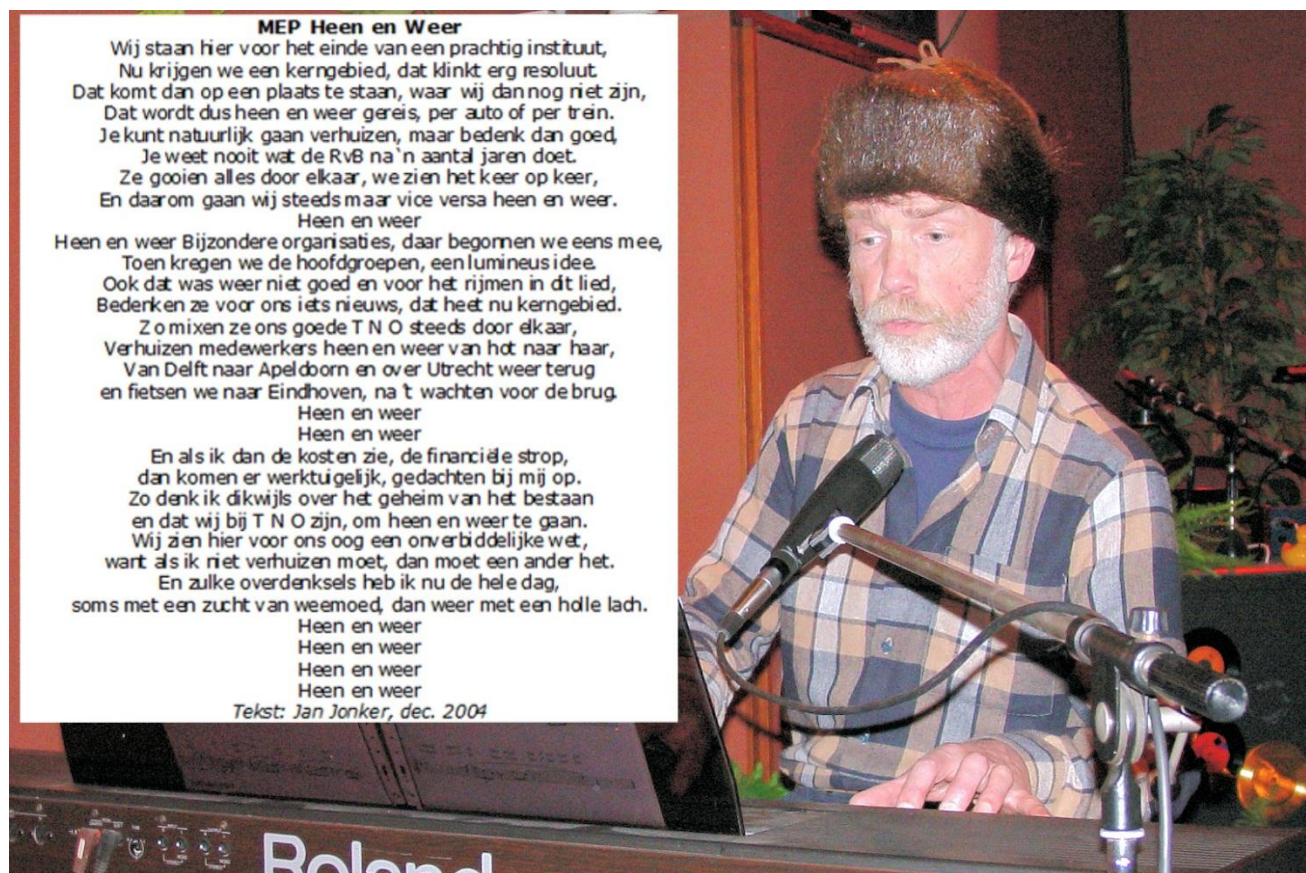 MEP Heen en Weer
Wij staan hier voor het einde van een prachtig instituut,
Nu krijgen we een kerngebied, dat klinkt erg resoluut.
Dat komt dan op een plaats te staan, waar wij dan nog niet zijn,
Dat wordt dus heen en weer gereis, per auto of per trein.
Je kunt natuurlijk gaan verhuizen, maar bedenk dan goed,
Je weet nooit wat de RvB na 'n aantal jaren doet.
Ze gooien alles door elkaar, we zien het keer op keer,
En daarom gaan wij steeds maar vice versa heen en weer.
Heen en weer
Heen en weer Bijzondere organisaties, daar begonnen we eens mee,
Toen kregen we de hoofdgroepen, een lumineus idee.
Ook dat was weer niet goed en voor het rijmen in dit lied,
Bedenken ze voor ons iets nieuws, dat heet nu kerngebied.
Zo mixen ze ons goede T N O steeds door elkaar,
Verhuizen medewerkers heen en weer van hot naar haar,
Van Delft naar Apeldoorn en over Utrecht weer terug
en fietsen we naar Eindhoven, na 't wachten voor de brug.
Heen en weer
Heen en weer
En als ik dan de kosten zie, de financiële strop,
dan komen er werktuigelijk, gedachten bij mij op.
Zo denk ik dikwijls over het geheim van het bestaan
en dat wij bij T N O zijn, om heen en weer te gaan.
Wij zien hier voor ons oog een onverbiddelijke wet,
want als ik niet verhuizen moet, dan moet een ander het.
En zulke overdenksels heb ik nu de hele dag,
soms met een zucht van weemoed, dan weer met een holle lach.
Heen en weer
Heen en weer
Heen en weer
Heen en weer
Tekst: Jan Jonker, dec. 2004
Roland